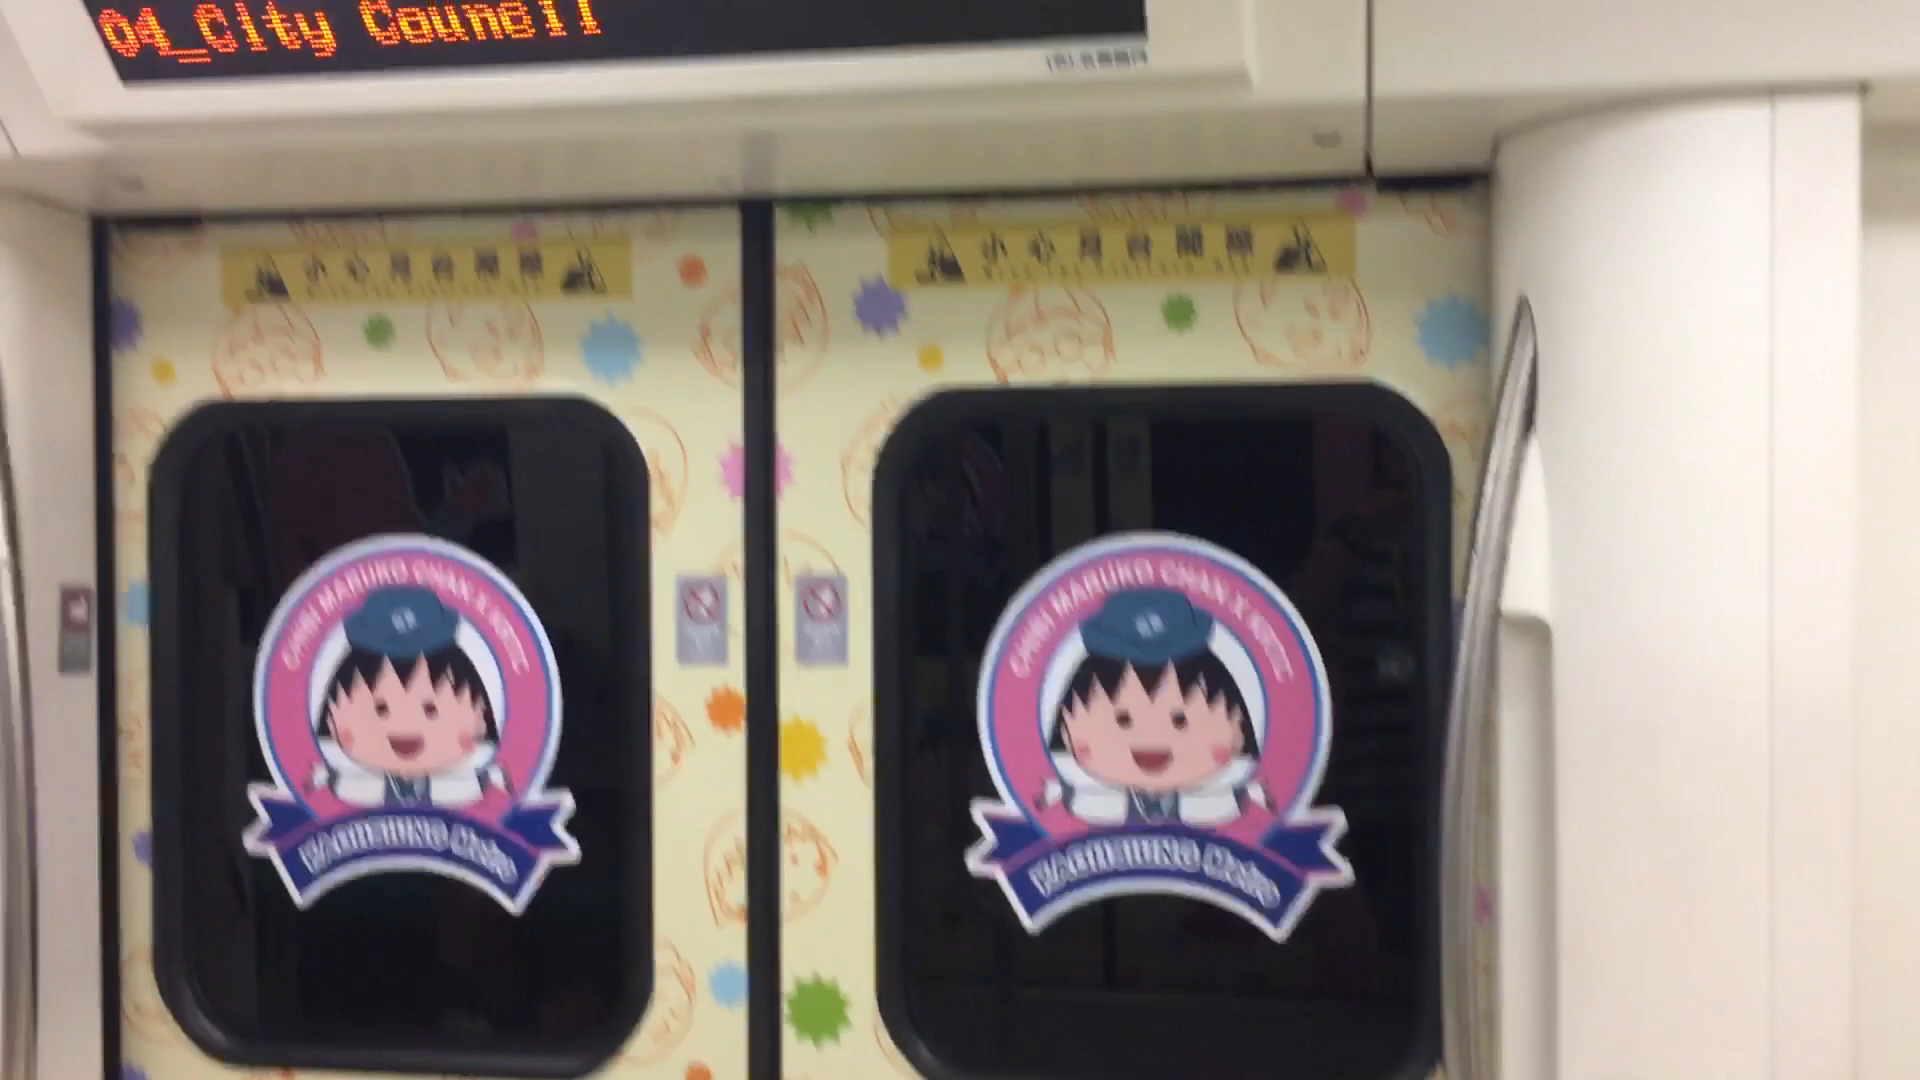 O4_City Council
小心月台間隙
小心月台間隙
CHIBI MARUKO CHAN X KRTC
CHIBI MARUKO CHAN X KRTC
KAOHSIUNG Metro
KAOHSIUNG Metro